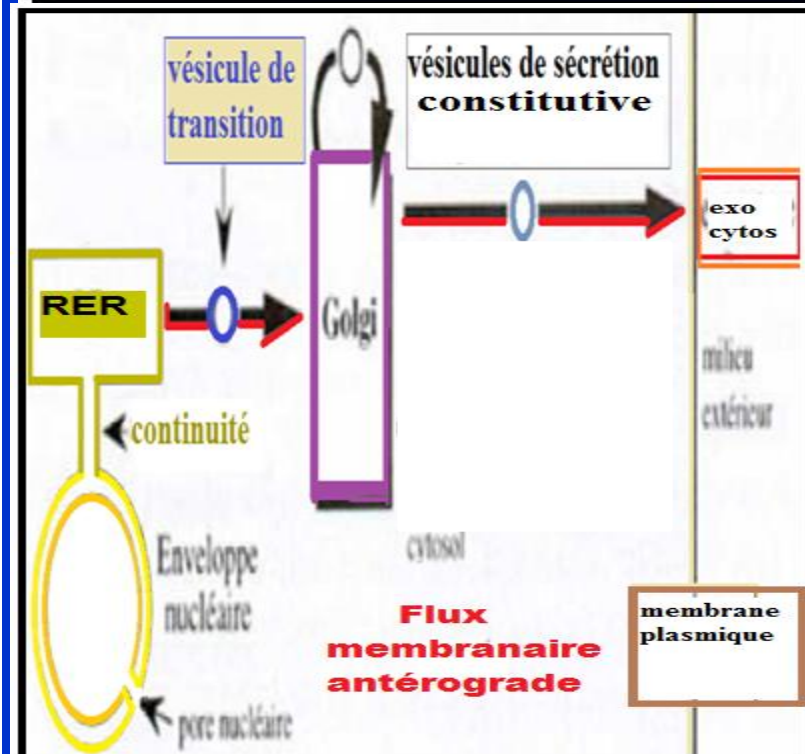 vésicule de
transition
vésicules de sécrétion
constitutive
exo
cytos
RER
Golgi
milieu
extérieur
continuité
Enveloppe
nucléaire
cytosol
Flux
membranaire
antérograde
membrane
plasmique
pore nucléaire